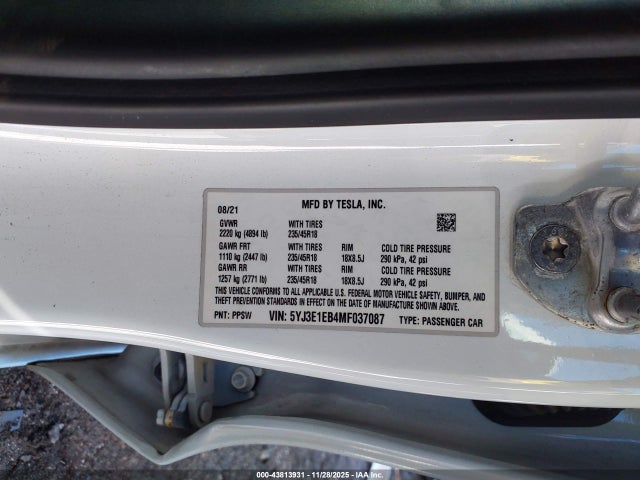 MFD BY TESLA, INC.
08/21
GVWR WITH TIRES
2220 kg (4894 lb) 235/45R18
GAWR FRT WITH TIRES RIM COLD TIRE PRESSURE
1110 kg (2447 lb) 235/45R18 18X8.5J 290 kPa, 42 psi
GAWR RR WITH TIRES RIM COLD TIRE PRESSURE
1257 kg (2771 lb) 235/45R18 18X8.5J 290 kPa, 42 psi
THIS VEHICLE CONFORMS TO ALL APPLICABLE U.S. FEDERAL MOTOR VEHICLE SAFETY, BUMPER, AND
THEFT PREVENTION STANDARDS IN EFFECT ON THE DATE OF MANUFACTURE SHOWN ABOVE.
PNT: PPSW VIN: 5YJ3E1EB4MF037087 TYPE: PASSENGER CAR
000-43813931 - 11/28/2025 - IAAI.COM